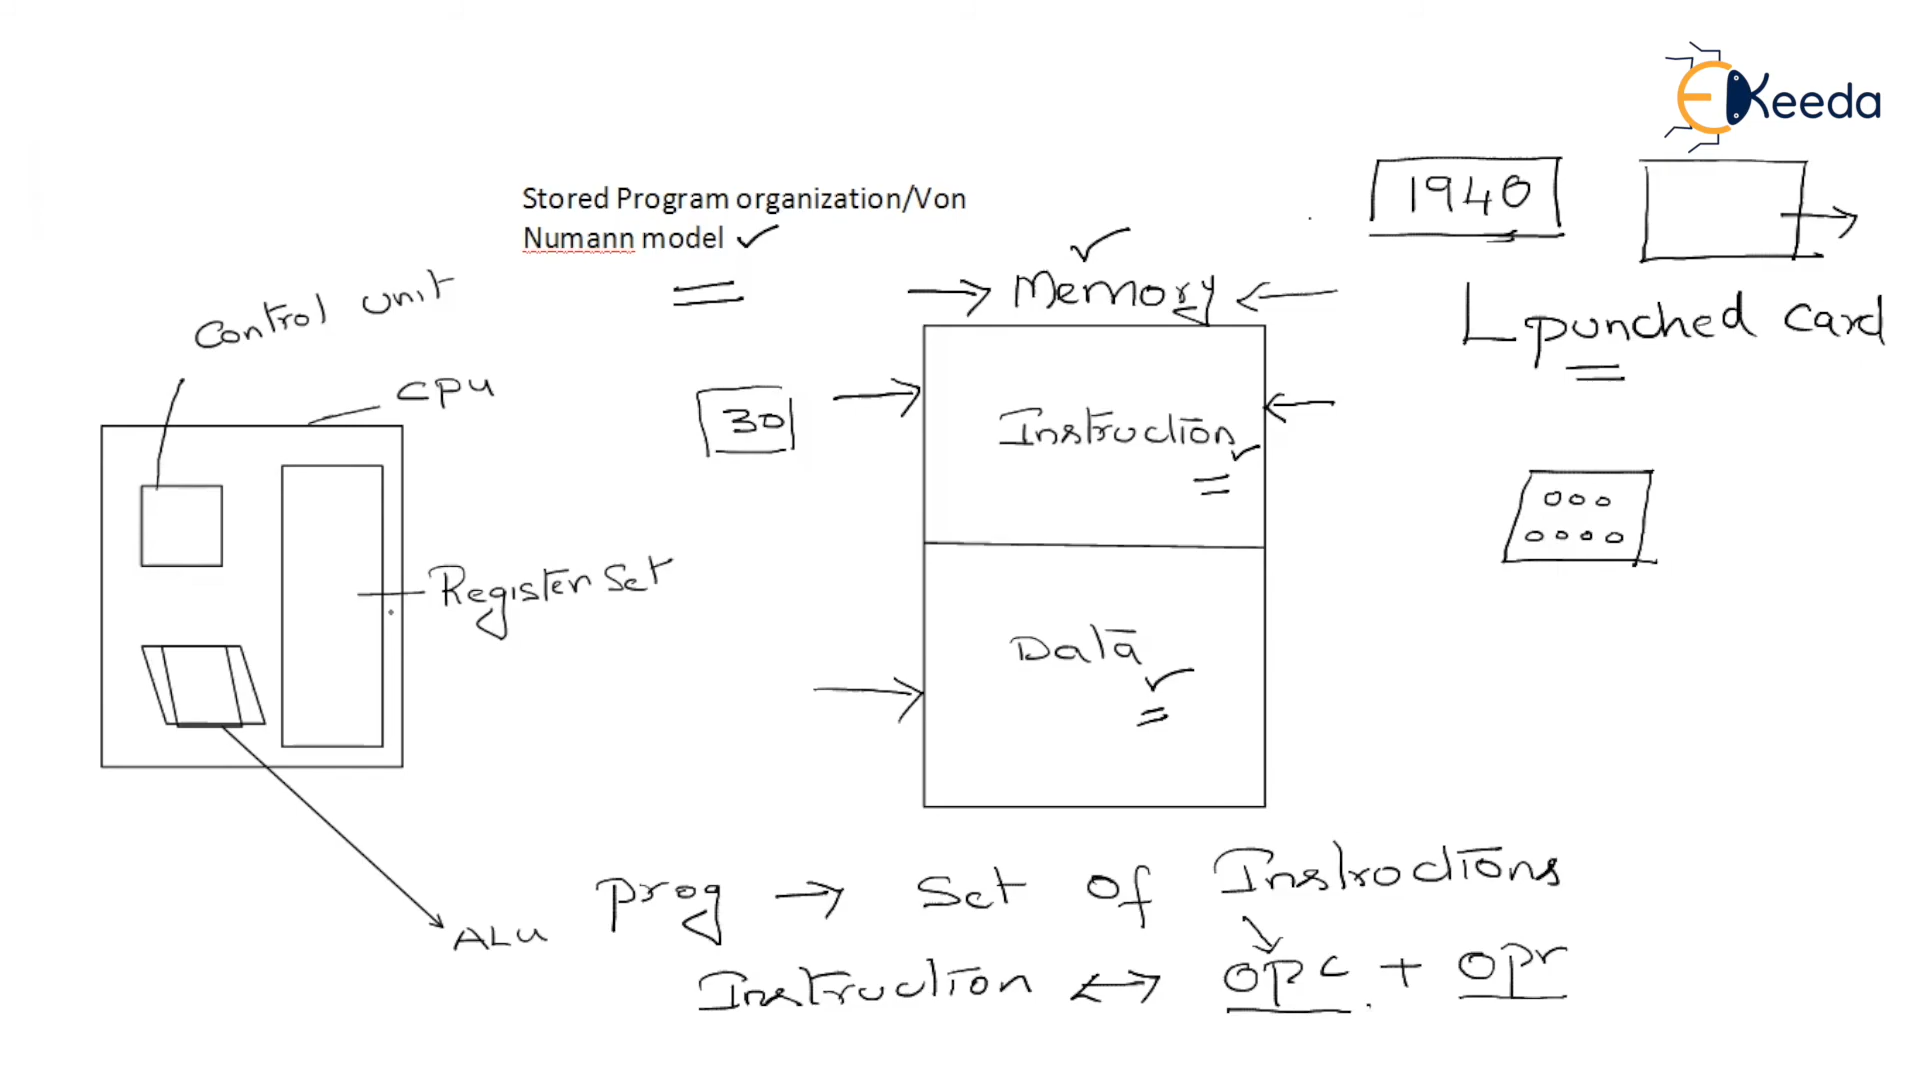 EKeeda
Stored Program organization/Von
Numann model
1940
punched card
Memory
control unit
CPU
30
Instruction
Register Set
Data
ALU
prog → Set of Instructions
Instruction ↔ opc + opr